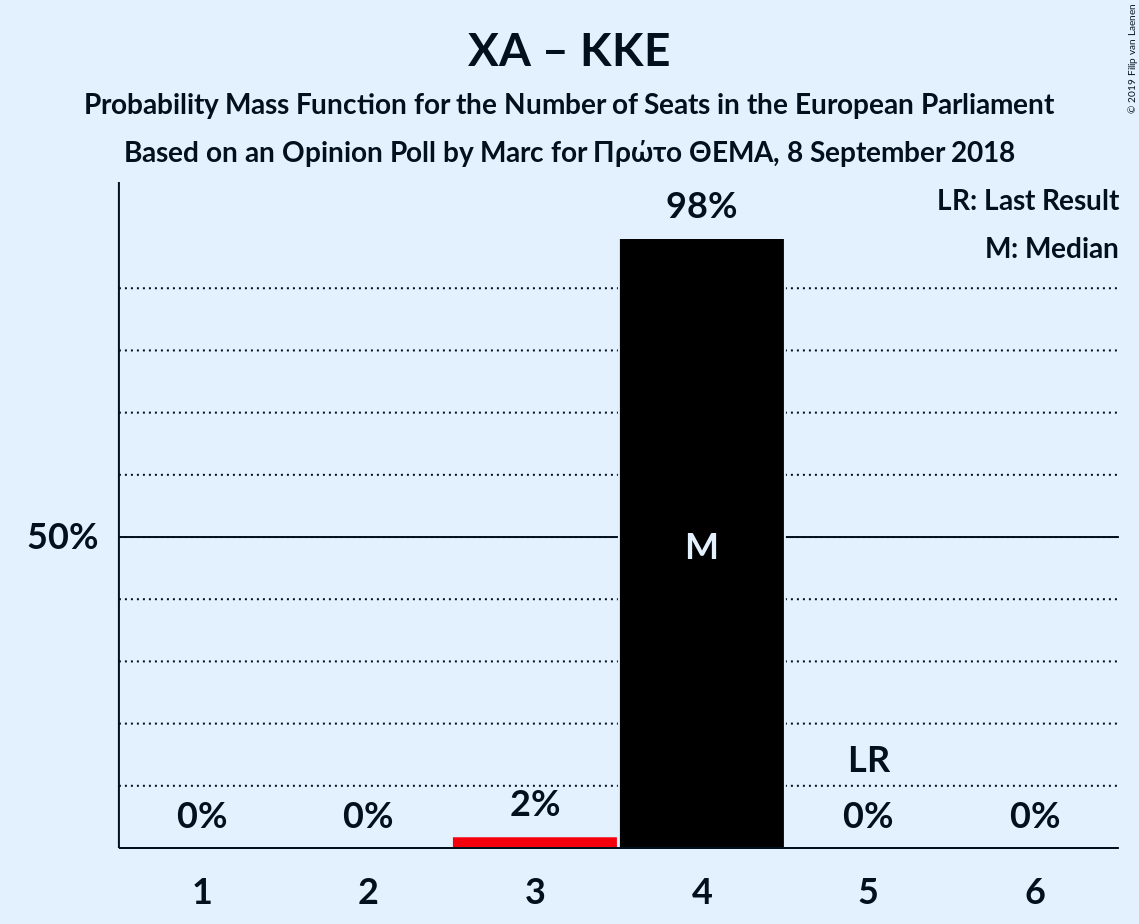 XA – KKE
Probability Mass Function for the Number of Seats in the European Parliament
Based on an Opinion Poll by Marc for Πρώτο ΘΕΜΑ, 8 September 2018
© 2019 Filip van Laenen
LR: Last Result
M: Median
98%
50%
M
LR
0%
0%
2%
0%
0%
1
2
3
4
5
6